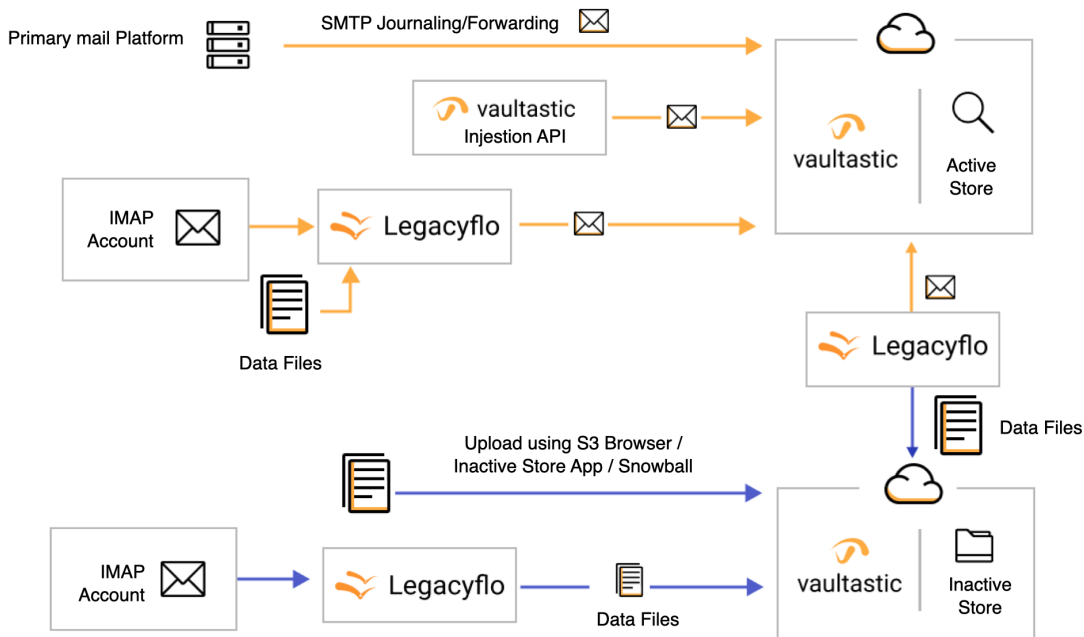 SMTP Journaling/Forwarding
Primary mail Platform
vaultastic
Injestion API
vaultastic
Active
Store
IMAP
Account
Legacyflo
Data Files
Legacyflo
Data Files
Upload using S3 Browser /
Inactive Store App / Snowball
IMAP
Account
Legacyflo
Data Files
vaultastic
Inactive
Store